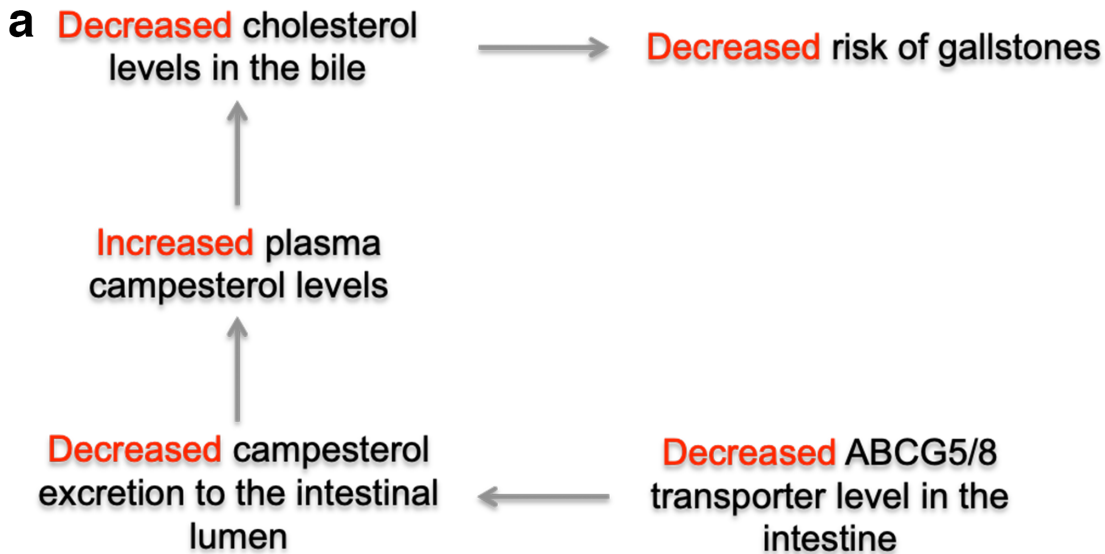 a
Decreased cholesterol
levels in the bile
Decreased risk of gallstones
Increased plasma
campesterol levels
Decreased campesterol
excretion to the intestinal
lumen
Decreased ABCG5/8
transporter level in the
intestine